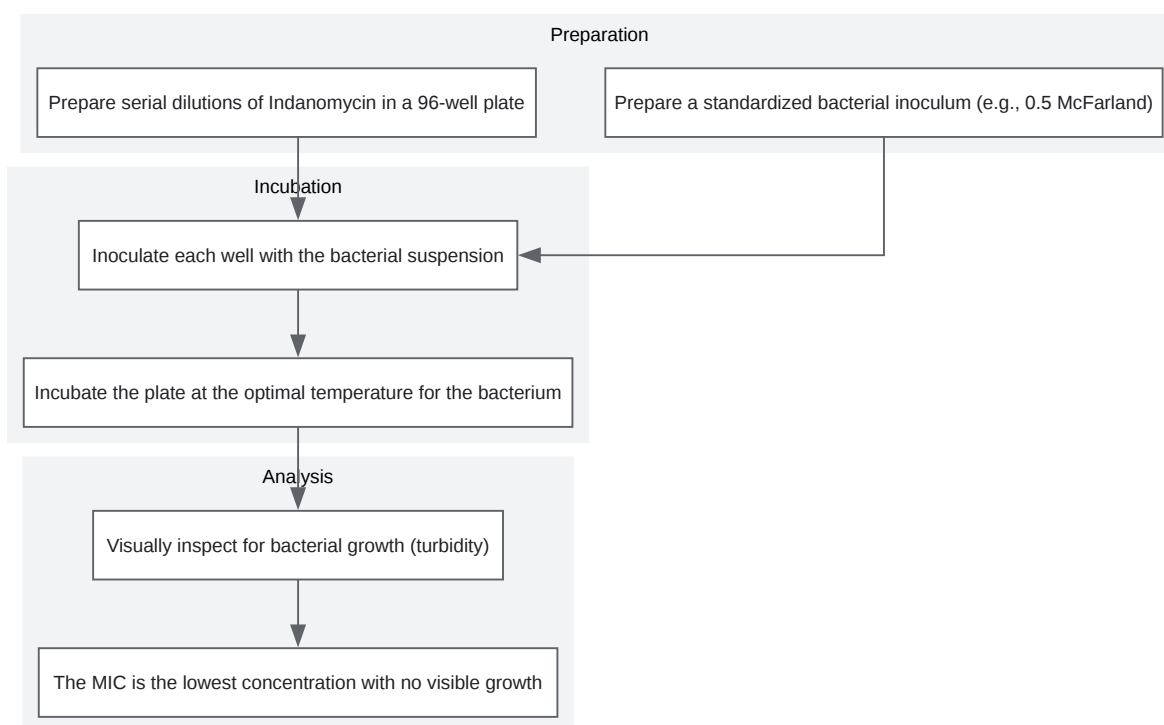 Preparation
Prepare serial dilutions of Indanomycin in a 96-well plate
Prepare a standardized bacterial inoculum (e.g., 0.5 McFarland)
Incubation
Inoculate each well with the bacterial suspension
Incubate the plate at the optimal temperature for the bacterium
Analysis
Visually inspect for bacterial growth (turbidity)
The MIC is the lowest concentration with no visible growth